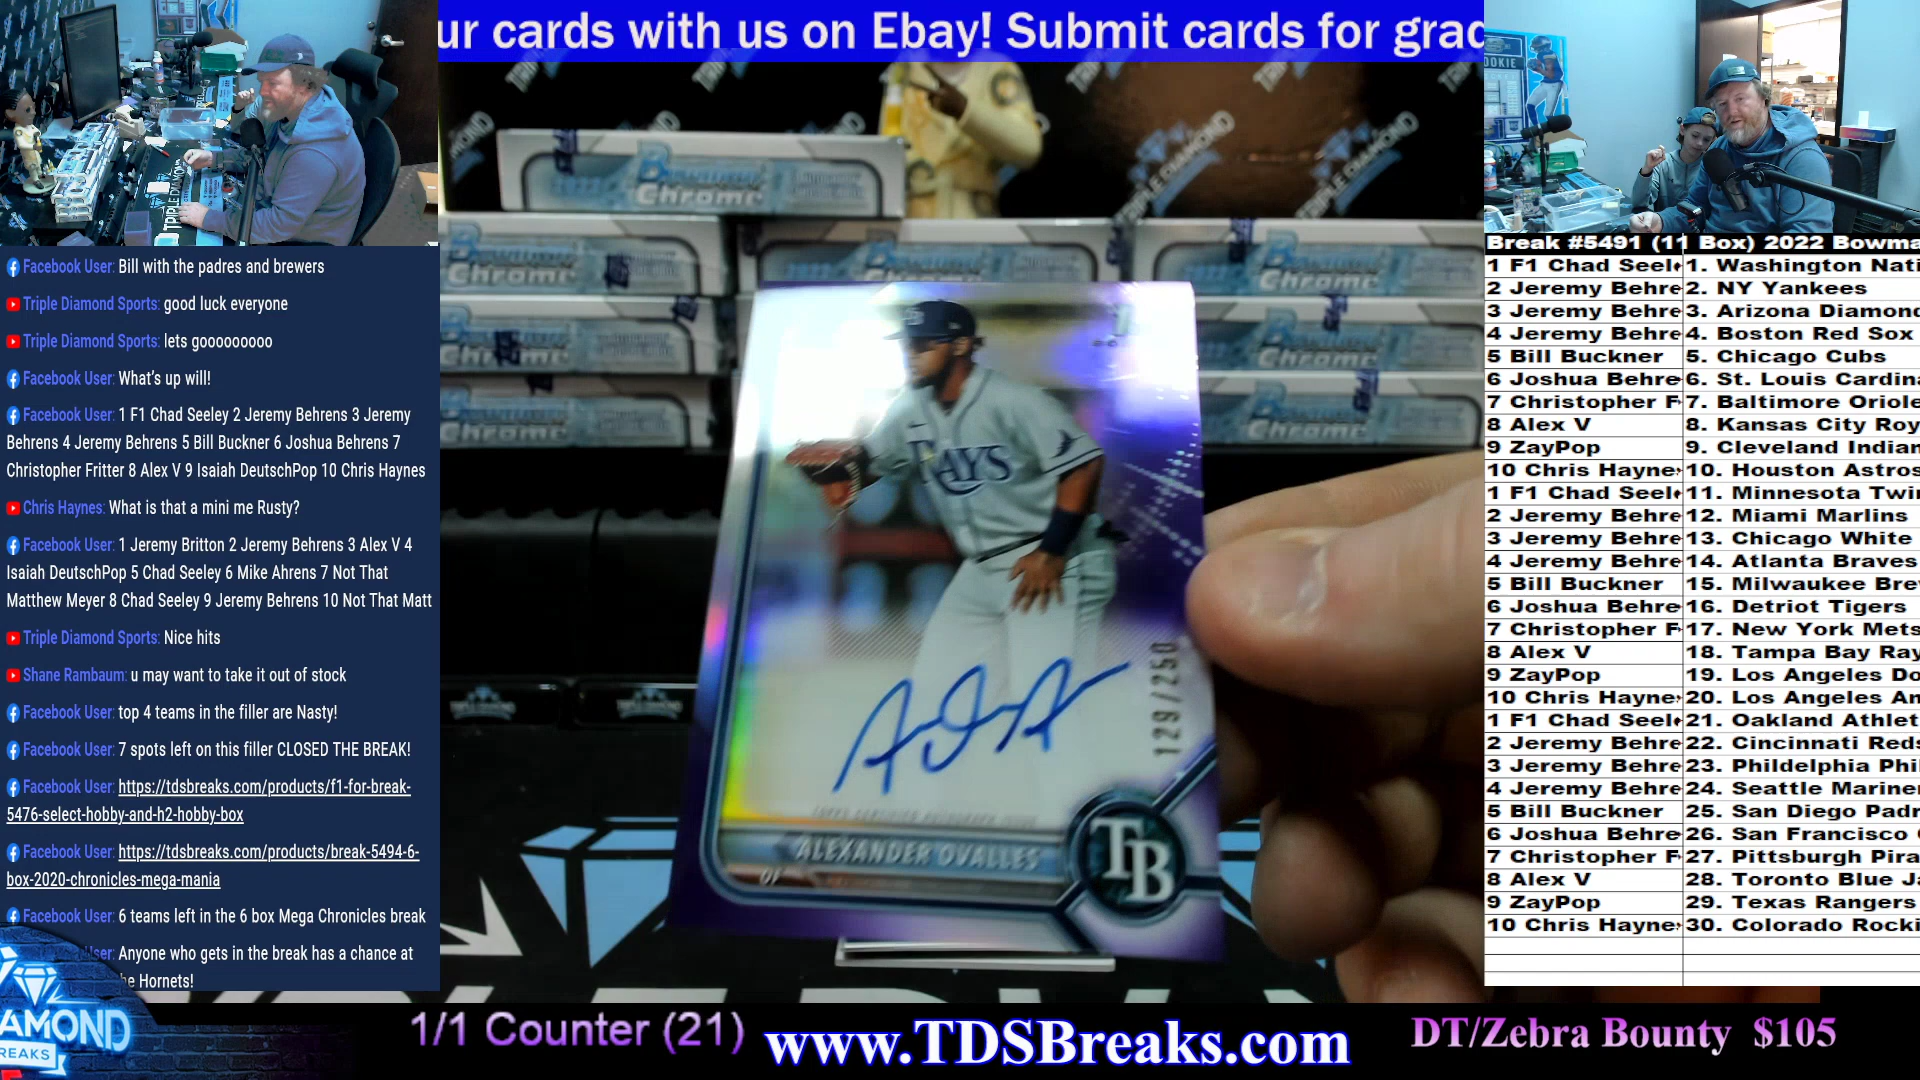 ur cards with us on Ebay! Submit cards for grad
Facebook User: Bill with the padres and brewers
Triple Diamond Sports: good luck everyone
Triple Diamond Sports: lets gooooooooo
Facebook User: What's up will!
Facebook User: 1 F1 Chad Seeley 2 Jeremy Behrens 3 Jeremy
Behrens 4 Jeremy Behrens 5 Bill Buckner 6 Joshua Behrens 7
Christopher Fritter 8 Alex V 9 Isaiah DeutschPop 10 Chris Haynes
Chris Haynes: What is that a mini me Rusty?
Facebook User: 1 Jeremy Britton 2 Jeremy Behrens 3 Alex V 4
Isaiah DeutschPop 5 Chad Seeley 6 Mike Ahrens 7 Not That
Matthew Meyer 8 Chad Seeley 9 Jeremy Behrens 10 Not That Matt
Triple Diamond Sports: Nice hits
Shane Rambaum: u may want to take it out of stock
Facebook User: top 4 teams in the filler are Nasty!
Facebook User: 7 spots left on this filler CLOSED THE BREAK!
Facebook User: https://tdsbreaks.com/products/f1-for-break-
5476-select-hobby-and-h2-hobby-box
Facebook User: https://tdsbreaks.com/products/break-5494-6-
box-2020-chronicles-mega-mania
Facebook User: 6 teams left in the 6 box Mega Chronicles break
User: Anyone who gets in the break has a chance at
he Hornets!
AMOND
REAKS
TRIPLE DIAMOND
Bowman
Chrome
Chrome
Chrome
Chrome
Chrome
Chrome
Chrome
RAYS
129/250
ALEXANDER OVALLES
OF
TB
OOKIE
Break #5491 (11 Box) 2022 Bowma
1 F1 Chad Seel 1. Washington Nati
2 Jeremy Behre 2. NY Yankees
3 Jeremy Behre 3. Arizona Diamond
4 Jeremy Behre 4. Boston Red Sox
5 Bill Buckner 5. Chicago Cubs
6 Joshua Behre 6. St. Louis Cardina
7 Christopher F 7. Baltimore Oriole
8 Alex V 8. Kansas City Roy
9 ZayPop 9. Cleveland Indian
10 Chris Hayne 10. Houston Astros
1 F1 Chad Seel 11. Minnesota Twi
2 Jeremy Behre 12. Miami Marlins
3 Jeremy Behre 13. Chicago White
4 Jeremy Behre 14. Atlanta Braves
5 Bill Buckner 15. Milwaukee Bre
6 Joshua Behre 16. Detriot Tigers
7 Christopher F 17. New York Mets
8 Alex V 18. Tampa Bay Ray
9 ZayPop 19. Los Angeles Do
10 Chris Hayne 20. Los Angeles An
1 F1 Chad Seel 21. Oakland Athlet
2 Jeremy Behre 22. Cincinnati Reds
3 Jeremy Behre 23. Phildelphia Phi
4 Jeremy Behre 24. Seattle Mariner
5 Bill Buckner 25. San Diego Padr
6 Joshua Behre 26. San Francisco
7 Christopher F 27. Pittsburgh Pira
8 Alex V 28. Toronto Blue Ja
9 ZayPop 29. Texas Rangers
10 Chris Hayne 30. Colorado Rocki
1/1 Counter (21)
www.TDSBreaks.com
DT/Zebra Bounty $105